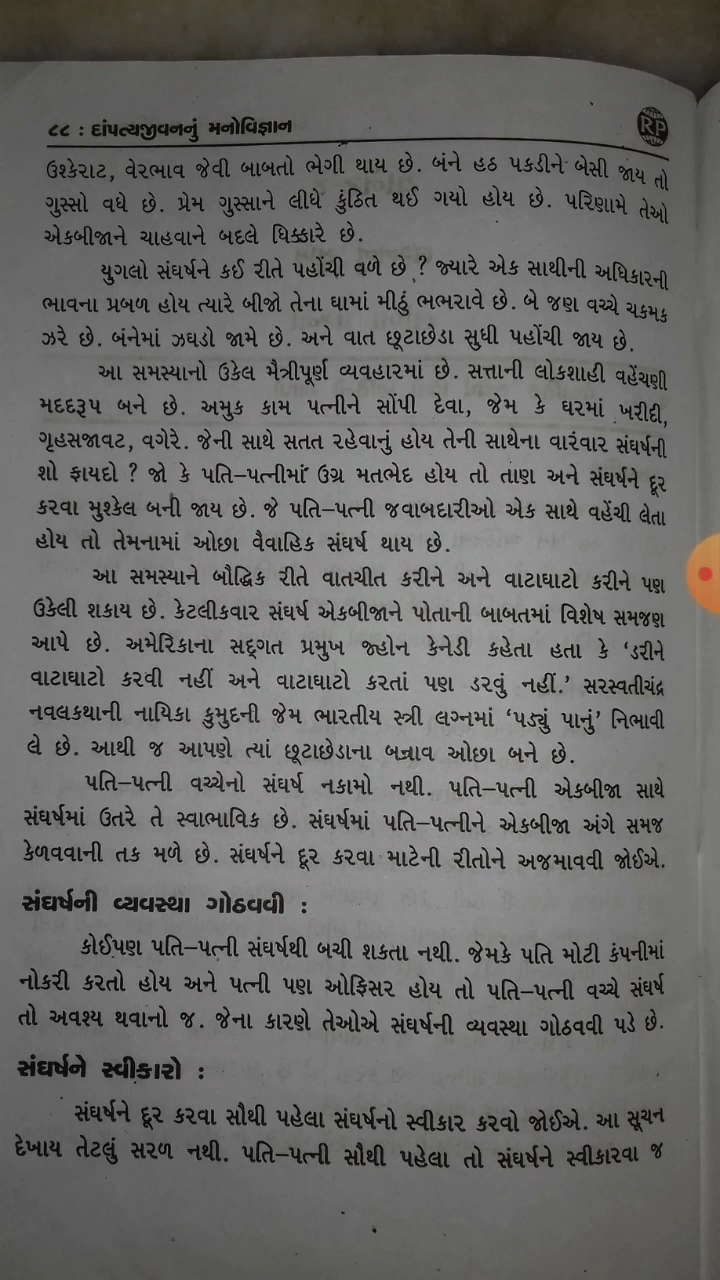 ૮૮ : દાંપત્યજીવનનું મનોવિજ્ઞાન
RP
ઉશ્કેરાટ, વેરભાવ જેવી બાબતો ભેગી થાય છે. બંને હઠ પકડીને બેસી જાય તો
ગુસ્સો વધે છે. પ્રેમ ગુસ્સાને લીધે કુંઠિત થઈ ગયો હોય છે. પરિણામે તેઓ
એકબીજાને ચાહવાને બદલે ધિક્કારે છે.
યુગલો સંઘર્ષને કઈ રીતે પહોંચી વળે છે ? જ્યારે એક સાથીની અધિકારની
ભાવના પ્રબળ હોય ત્યારે બીજો તેના ઘામાં મીઠું ભભરાવે છે. બે જણ વચ્ચે ચકમક
ઝરે છે. બંનેમાં ઝઘડો જામે છે. અને વાત છૂટાછેડા સુધી પહોંચી જાય છે.
આ સમસ્યાનો ઉકેલ મૈત્રીપૂર્ણ વ્યવહારમાં છે. સત્તાની લોકશાહી વહેંચણી
મદદરૂપ બને છે. અમુક કામ પત્નીને સોંપી દેવા, જેમ કે ઘરમાં ખરીદી,
ગૃહસજાવટ, વગેરે. જેની સાથે સતત રહેવાનું હોય તેની સાથેના વારંવાર સંઘર્ષની
શો ફાયદો ? જો કે પતિ–પત્નીમાં ઉગ્ર મતભેદ હોય તો તાણ અને સંઘર્ષને દૂર
કરવા મુશ્કેલ બની જાય છે. જે પતિ–પત્ની જવાબદારીઓ એક સાથે વહેંચી લેતા
હોય તો તેમનામાં ઓછા વૈવાહિક સંઘર્ષ થાય છે.
આ સમસ્યાને બૌદ્ધિક રીતે વાતચીત કરીને અને વાટાઘાટો કરીને પણ
ઉકેલી શકાય છે. કેટલીકવાર સંઘર્ષ એકબીજાને પોતાની બાબતમાં વિશેષ સમજણ
આપે છે. અમેરિકાના સદ્ગત પ્રમુખ જ્હોન કેનેડી કહેતા હતા કે ‘ડરીને
વાટાઘાટો કરવી નહીં અને વાટાઘાટો કરતાં પણ ડરવું નહીં.’ સરસ્વતીચંદ્ર
નવલકથાની નાયિકા કુમુદની જેમ ભારતીય સ્ત્રી લગ્નમાં ‘પડ્યું પાનું’ નિભાવી
લે છે. આથી જ આપણે ત્યાં છૂટાછેડાના બનાવ ઓછા બને છે.
પતિ–પત્ની વચ્ચેનો સંઘર્ષ નકામો નથી. પતિ–પત્ની એકબીજા સાથે
સંઘર્ષમાં ઉતરે તે સ્વાભાવિક છે. સંઘર્ષમાં પતિ–પત્નીને એકબીજા અંગે સમજ
કેળવવાની તક મળે છે. સંઘર્ષને દૂર કરવા માટેની રીતોને અજમાવવી જોઈએ.
સંઘર્ષની વ્યવસ્થા ગોઠવવી :
કોઈપણ પતિ–પત્ની સંઘર્ષથી બચી શકતા નથી. જેમકે પતિ મોટી કંપનીમાં
નોકરી કરતો હોય અને પત્ની પણ ઓફિસર હોય તો પતિ–પત્ની વચ્ચે સંઘર્ષ
તો અવશ્ય થવાનો જ. જેના કારણે તેઓએ સંઘર્ષની વ્યવસ્થા ગોઠવવી પડે છે.
સંઘર્ષને સ્વીકારો :
સંઘર્ષને દૂર કરવા સૌથી પહેલા સંઘર્ષનો સ્વીકાર કરવો જોઈએ. આ સૂચન
દેખાય તેટલું સરળ નથી. પતિ–પત્ની સૌથી પહેલા તો સંઘર્ષને સ્વીકારવા જ